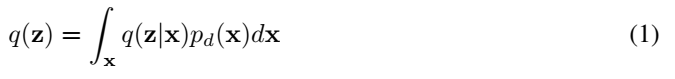 q(𝐳) = ∫_𝐱 q(𝐳|𝐱)p_d(𝐱)d𝐱 (1)